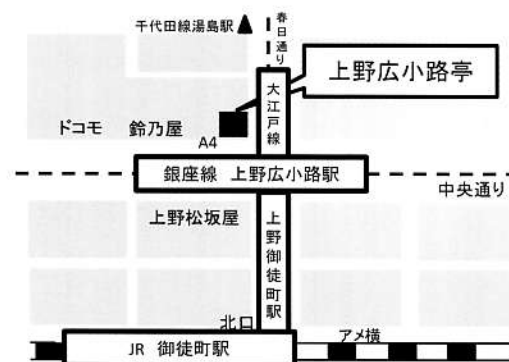 千代田線湯島駅
春日通り
上野広小路亭
大江戸線
ドコモ 鈴乃屋
A4
銀座線 上野広小路駅
中央通り
上野松坂屋
上野御徒町駅
北口
アメ横
JR 御徒町駅